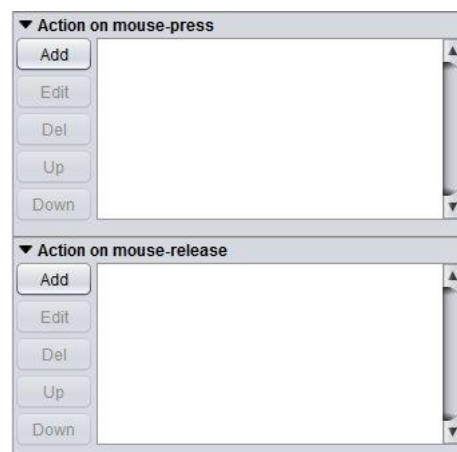 Action on mouse-press
Add
Edit
Del
Up
Down
Action on mouse-release
Add
Edit
Del
Up
Down